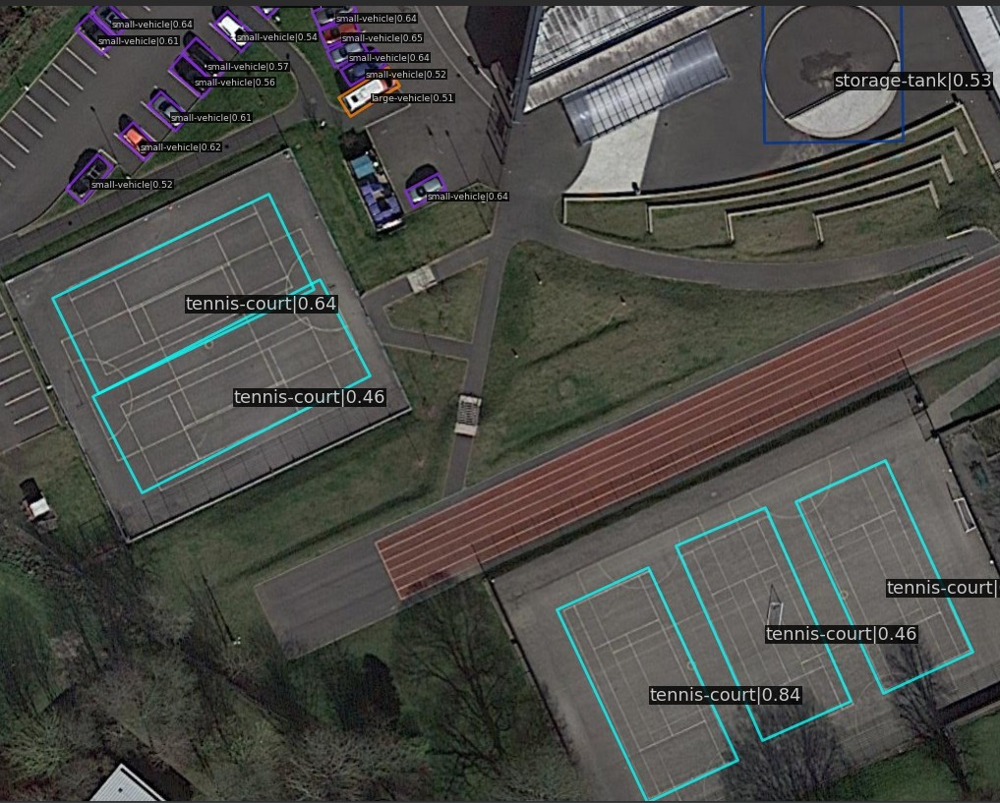 small-vehicle|0.64
small-vehicle|0.61
small-vehicle|0.54
small-vehicle|0.64
small-vehicle|0.65
small-vehicle|0.64
small-vehicle|0.57
small-vehicle|0.56
small-vehicle|0.52
large-vehicle|0.51
storage-tank|0.53
small-vehicle|0.61
small-vehicle|0.62
small-vehicle|0.52
small-vehicle|0.64
tennis-court|0.64
tennis-court|0.46
tennis-court|
tennis-court|0.46
tennis-court|0.84